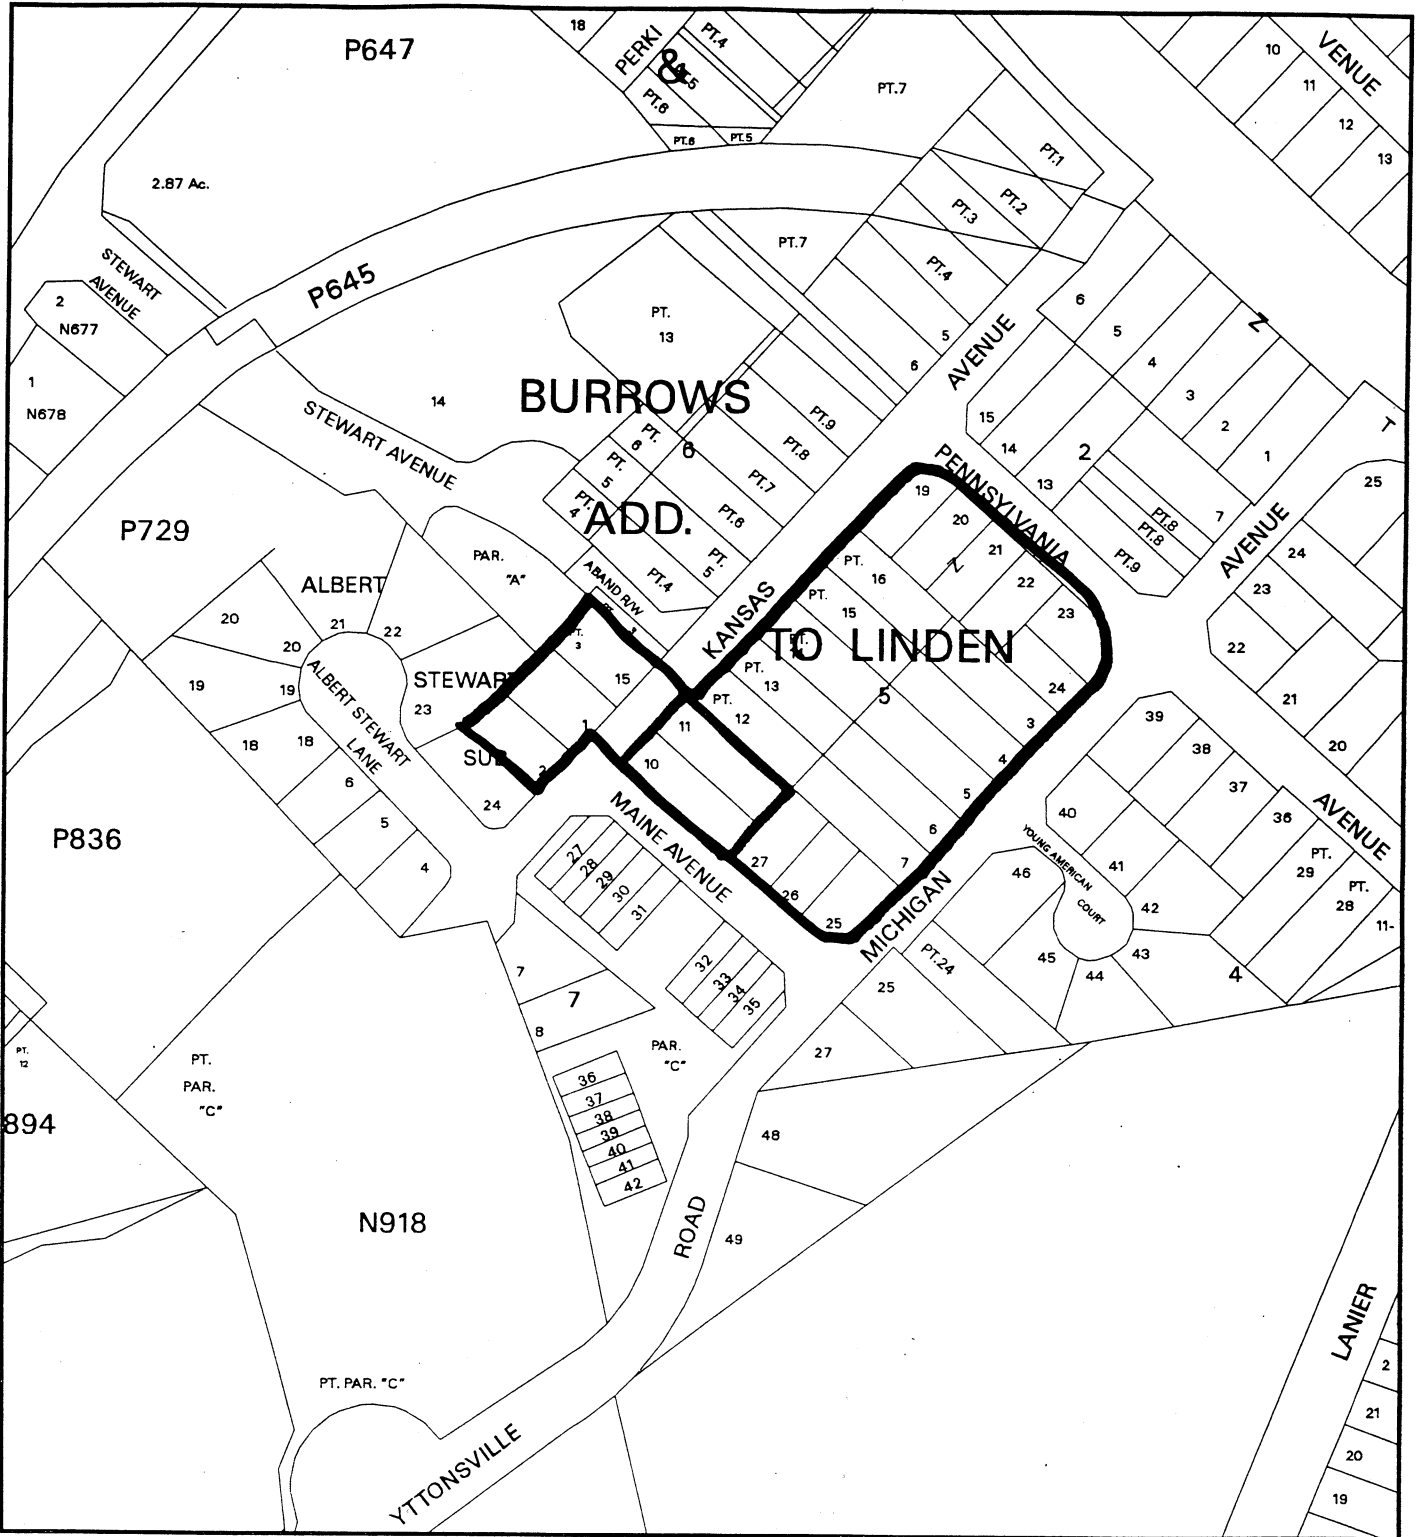 18
PERKI
PT.4
&
PT.5
PT.6
PT.6
PT.5
P647
PT.7
10
VENUE
11
12
13
2.87 Ac.
PT.1
PT.2
PT.3
PT.4
PT.7
STEWART
AVENUE
P645
2
N677
PT.
13
6
5
4
Z
3
2
1
T
5
6
AVENUE
1
N678
14
BURROWS
STEWART AVENUE
PT.9
PT.8
PT.7
PT.6
PT.
5
PT.4
PT.
6
PT.
5
PT.
4
6
ADD.
15
14
13
2
PENNSYLVANIA
PT.8
PT.8
PT.9
7
AVENUE
25
24
23
22
21
20
19
20
21
22
23
24
Z
PT.
16
PT.
15
PT.
13
PT.
12
11
10
P729
PAR.
"A"
ALBERT
ABAND R/W
KANSAS
TO LINDEN
5
20
20
21
22
19
19
23
STEWART
ALBERT STEWART
LANE
PT.
3
3
15
1
2
SUB
18
18
6
5
4
24
3
4
5
6
7
39
38
37
36
AVENUE
40
YOUNG AMERICAN
COURT
41
42
43
44
45
46
PT.
29
PT.
28
11-
4
P836
MAINE AVENUE
27
28
29
30
31
27
26
25
MICHIGAN
PT.24
25
27
32
33
34
35
7
7
8
PAR.
"C"
PT.
12
PT.
PAR.
"C"
894
36
37
38
39
40
41
42
48
49
N918
ROAD
LANIER
2
21
20
19
PT. PAR. "C"
YTTONSVILLE